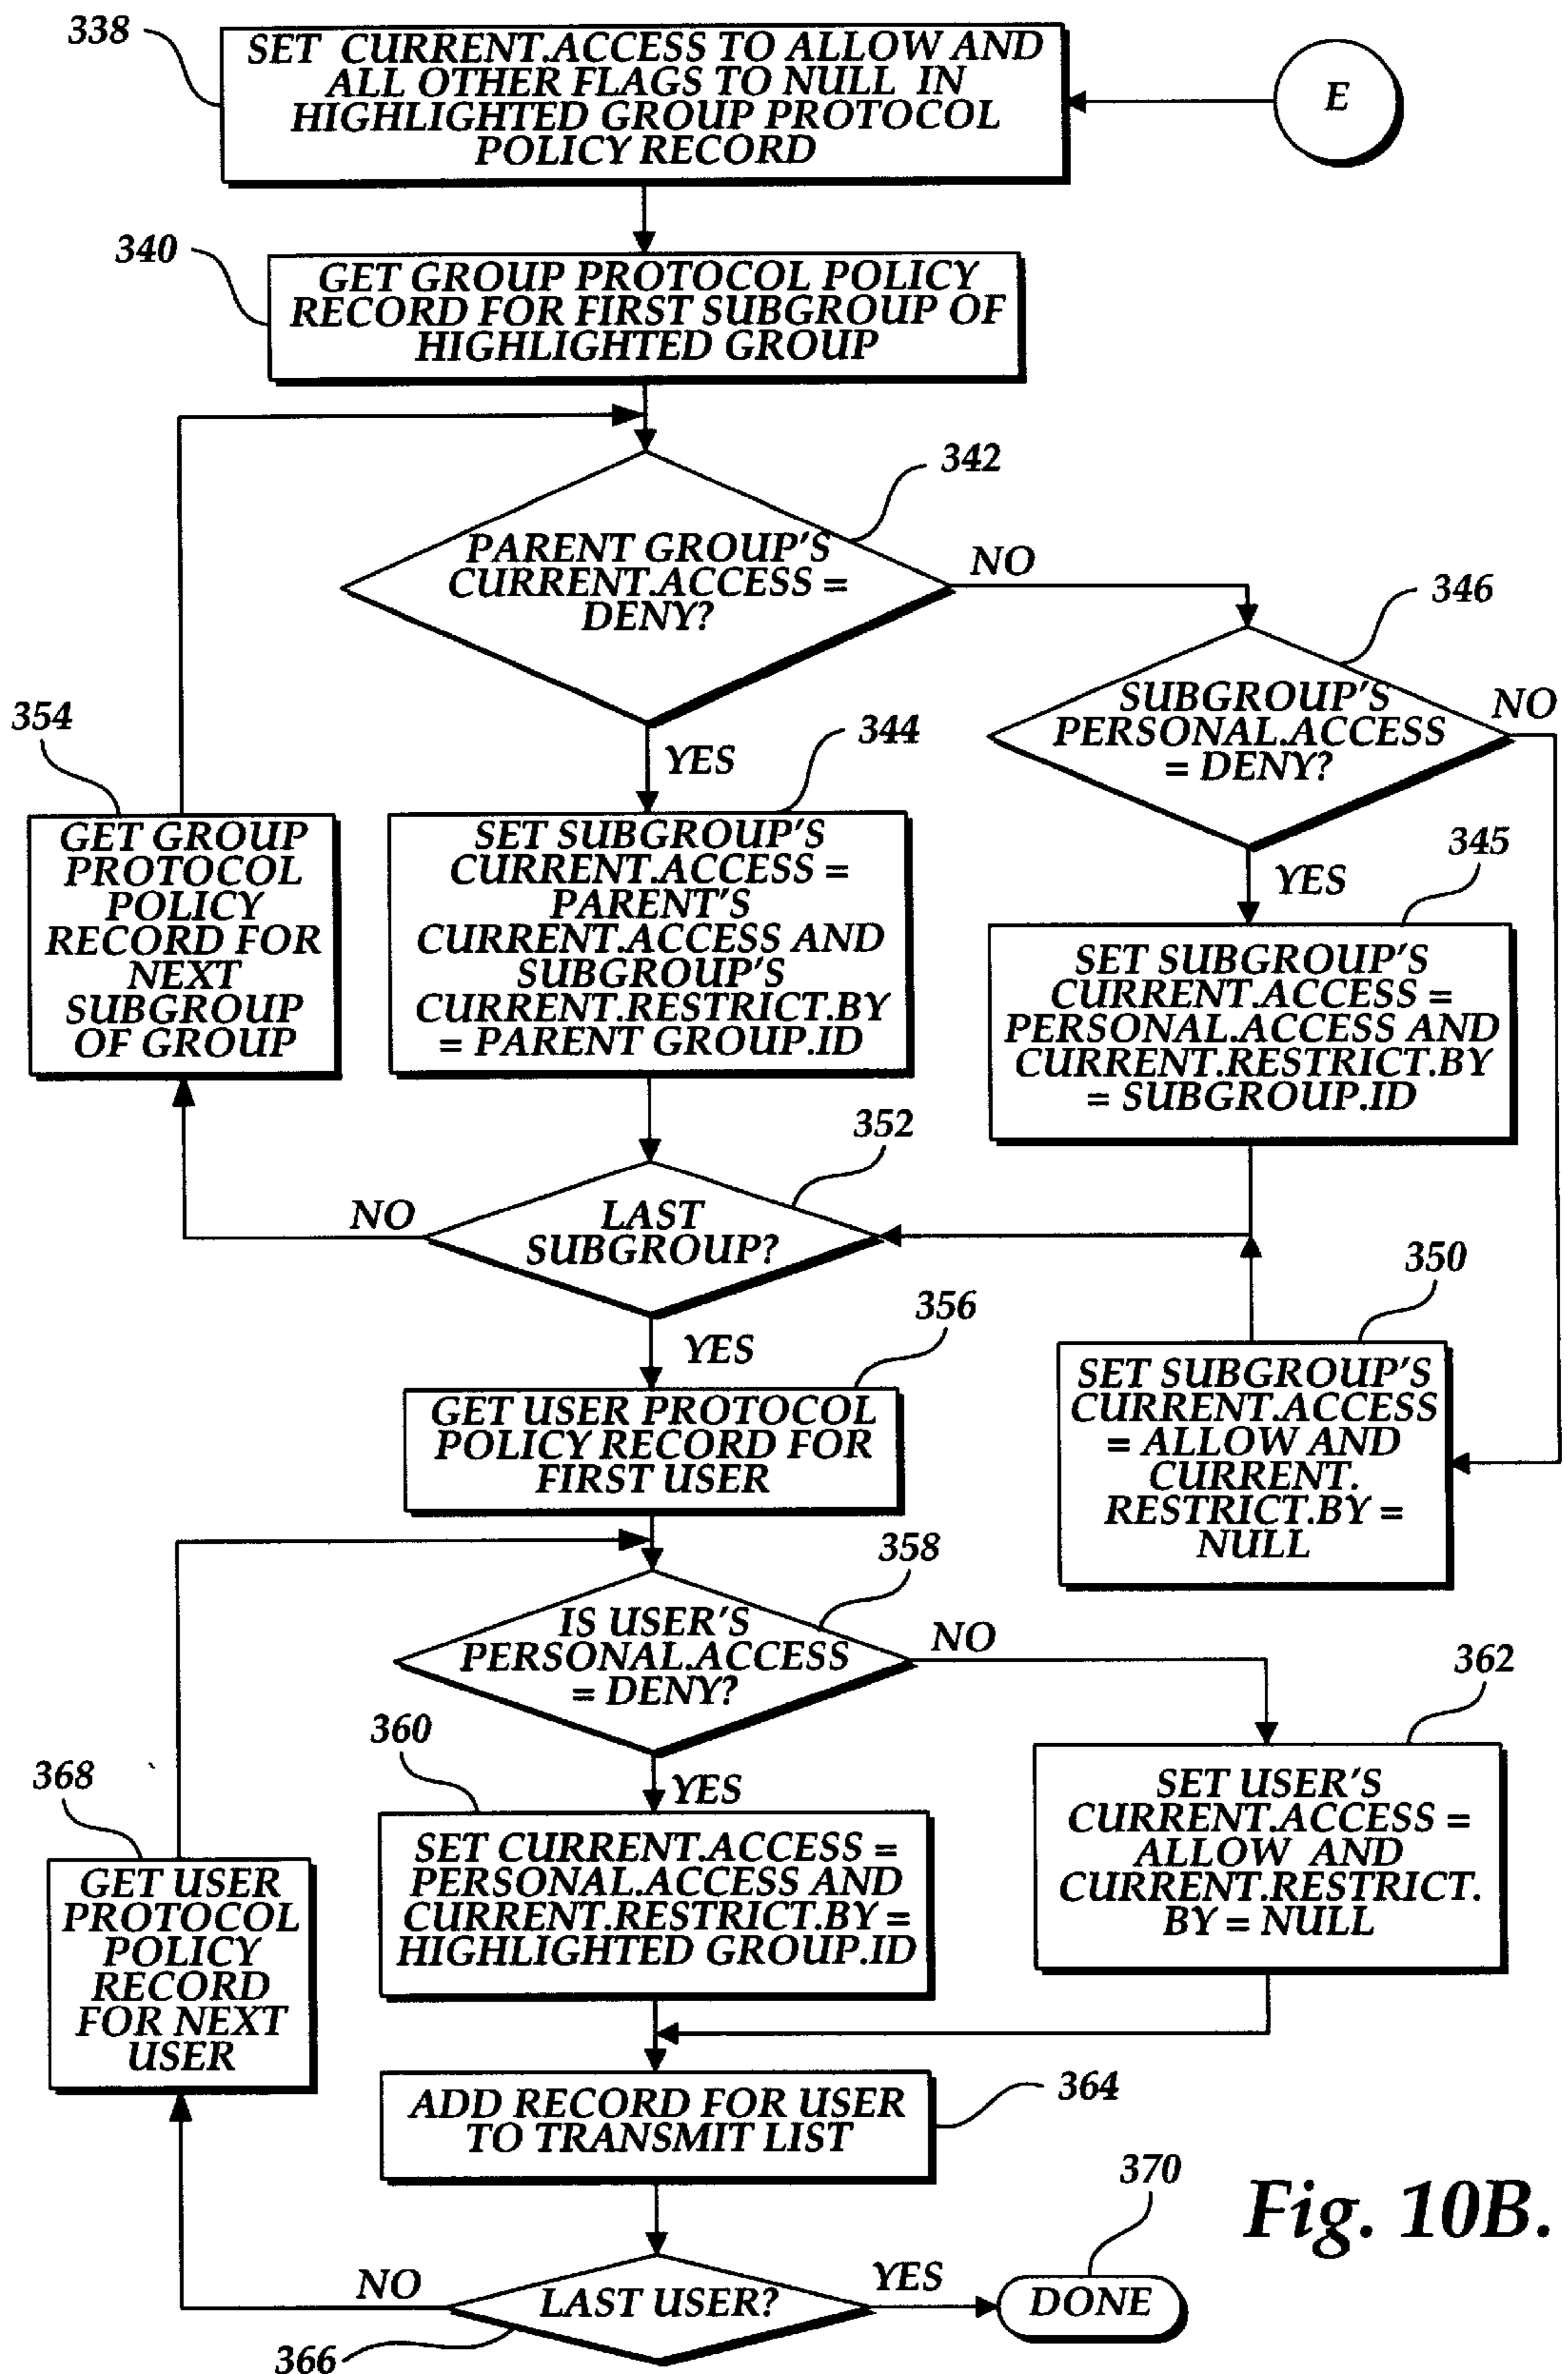 338
SET CURRENT.ACCESS TO ALLOW AND
ALL OTHER FLAGS TO NULL IN
HIGHLIGHTED GROUP PROTOCOL
POLICY RECORD
E
340
GET GROUP PROTOCOL POLICY
RECORD FOR FIRST SUBGROUP OF
HIGHLIGHTED GROUP
342
PARENT GROUP'S
CURRENT.ACCESS =
DENY?
NO
346
SUBGROUP'S
PERSONAL.ACCESS
= DENY?
NO
354
GET GROUP
PROTOCOL
POLICY
RECORD FOR
NEXT
SUBGROUP
OF GROUP
YES
344
SET SUBGROUP'S
CURRENT.ACCESS =
PARENT'S
CURRENT.ACCESS AND
SUBGROUP'S
CURRENT.RESTRICT.BY
= PARENT GROUP.ID
YES
345
SET SUBGROUP'S
CURRENT.ACCESS =
PERSONAL.ACCESS AND
CURRENT.RESTRICT.BY
= SUBGROUP.ID
352
LAST
SUBGROUP?
NO
YES
350
SET SUBGROUP'S
CURRENT.ACCESS
= ALLOW AND
CURRENT.
RESTRICT.BY =
NULL
356
GET USER PROTOCOL
POLICY RECORD FOR
FIRST USER
358
IS USER'S
PERSONAL.ACCESS
= DENY?
NO
362
SET USER'S
CURRENT.ACCESS =
ALLOW AND
CURRENT.RESTRICT.
BY = NULL
YES
360
SET CURRENT.ACCESS =
PERSONAL.ACCESS AND
CURRENT.RESTRICT.BY =
HIGHLIGHTED GROUP.ID
368
GET USER
PROTOCOL
POLICY
RECORD
FOR NEXT
USER
364
ADD RECORD FOR USER
TO TRANSMIT LIST
366
LAST USER?
NO
YES
370
DONE
Fig. 10B.